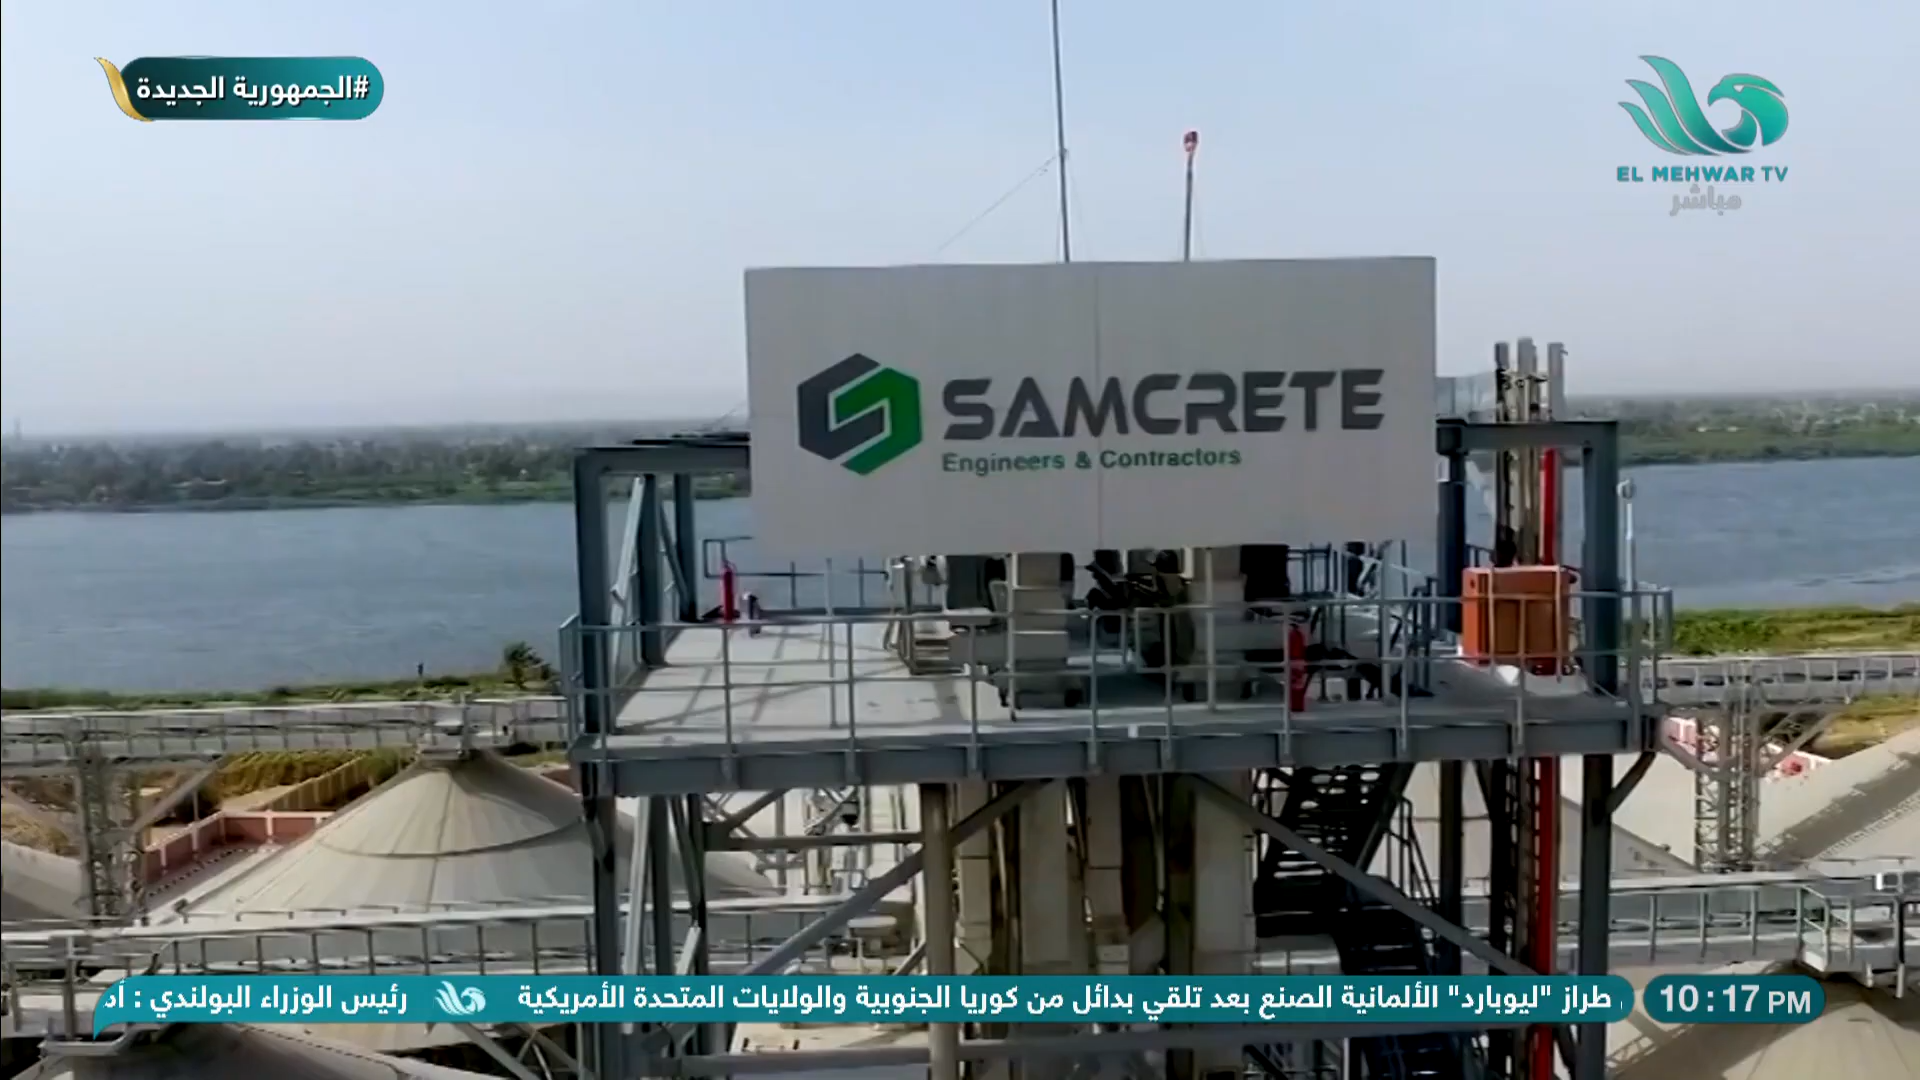 #الجمهورية الجديدة
EL MEHWAR TV
مباشر
SAMCRETE
Engineers & Contractors
طراز "ليوبارد" الألمانية الصنع بعد تلقي بدائل من كوريا الجنوبية والولايات المتحدة الأمريكية رئيس الوزراء البولندي :
10:17 PM